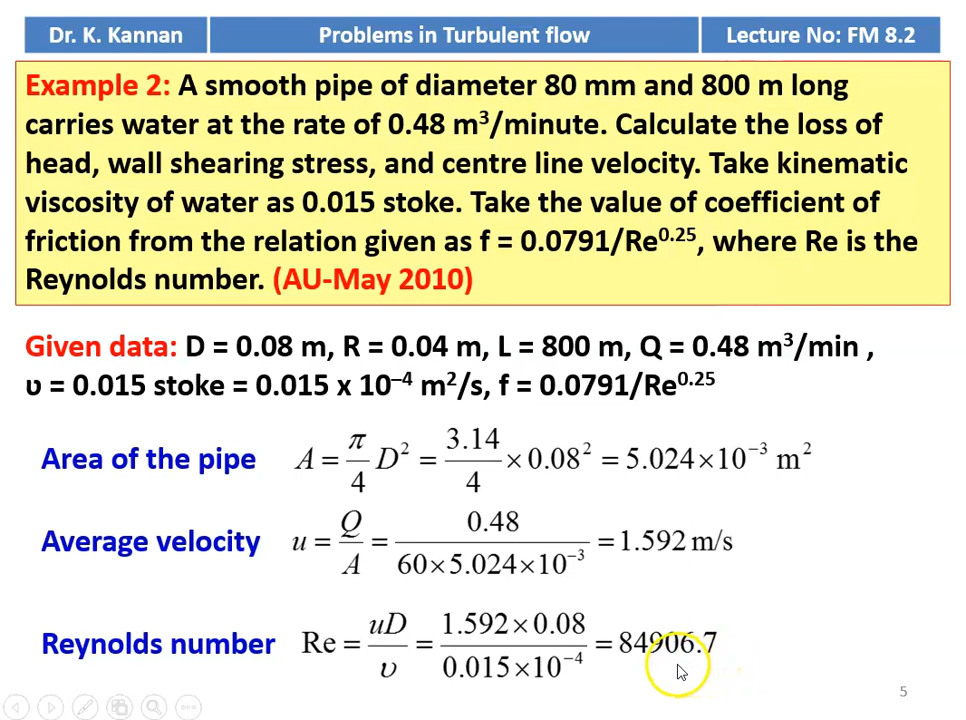 Dr. K. Kannan Problems in Turbulent flow Lecture No: FM 8.2
Example 2: A smooth pipe of diameter 80 mm and 800 m long
carries water at the rate of 0.48 m³/minute. Calculate the loss of
head, wall shearing stress, and centre line velocity. Take kinematic
viscosity of water as 0.015 stoke. Take the value of coefficient of
friction from the relation given as f = 0.0791/Re^0.25, where Re is the
Reynolds number. (AU-May 2010)
Given data: D = 0.08 m, R = 0.04 m, L = 800 m, Q = 0.48 m³/min ,
υ = 0.015 stoke = 0.015 x 10⁻⁴ m²/s, f = 0.0791/Re^0.25
Area of the pipe A = π/4 D² = 3.14/4 × 0.08² = 5.024×10⁻³ m²
Average velocity u = Q/A = 0.48/(60×5.024×10⁻³) = 1.592 m/s
Reynolds number Re = uD/υ = (1.592×0.08)/(0.015×10⁻⁴) = 84906.7
5